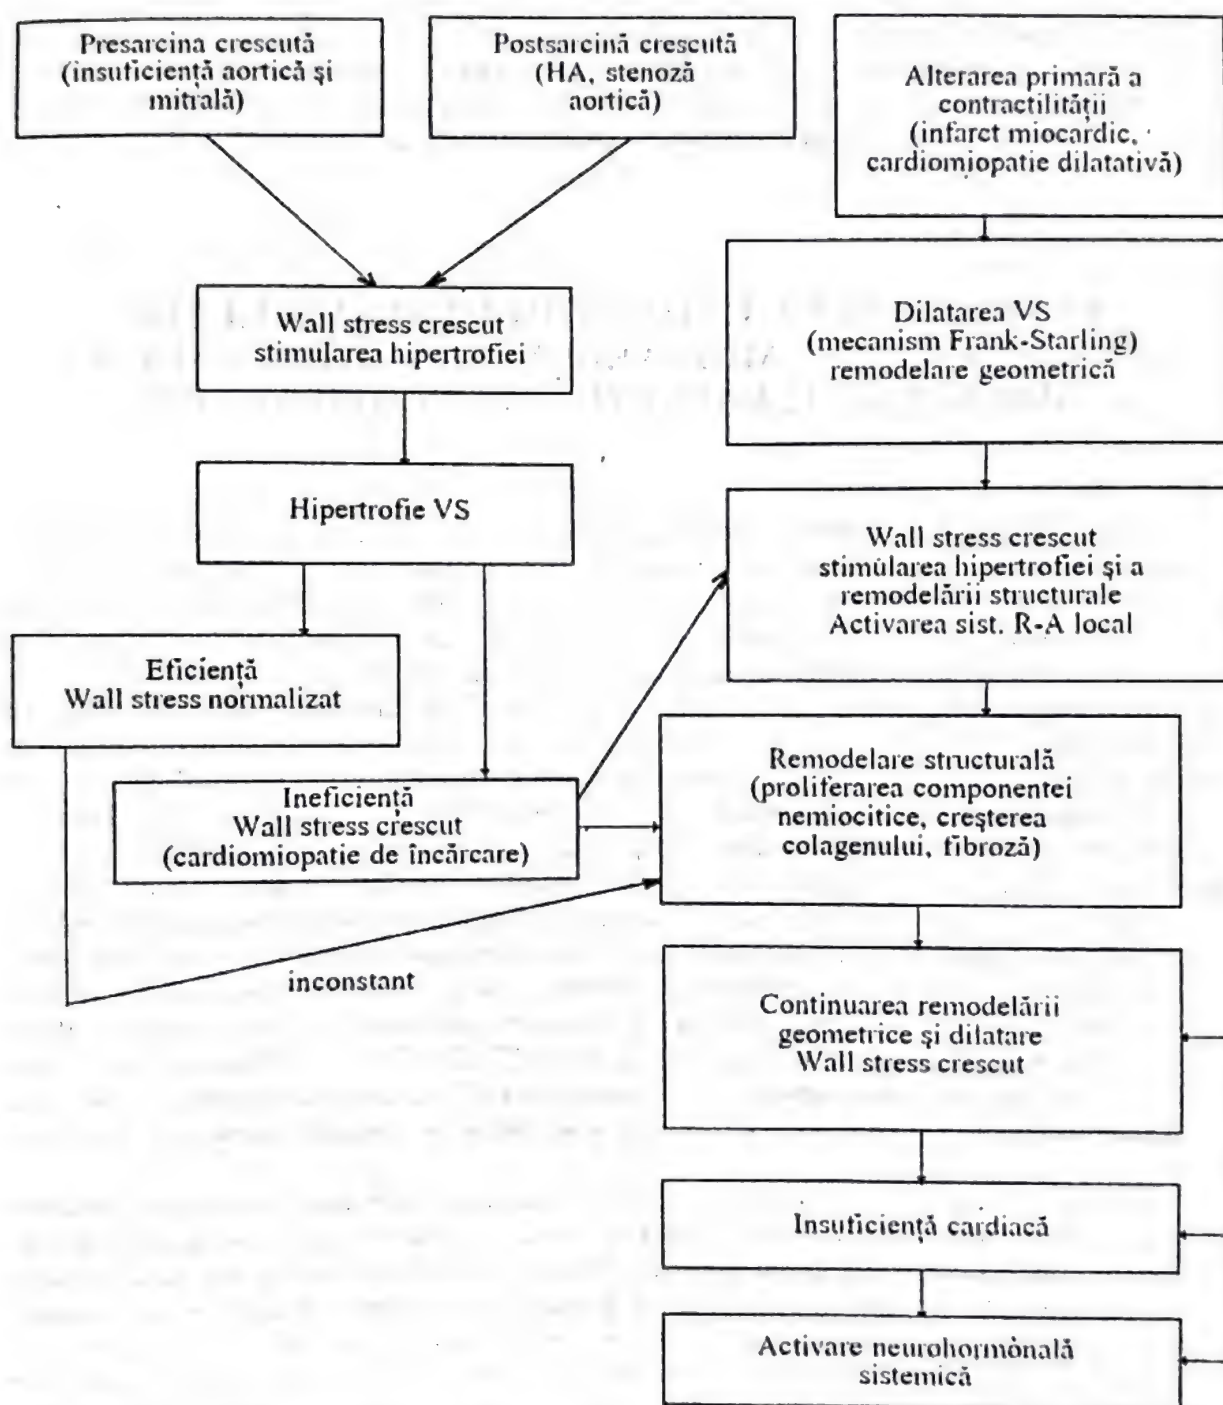 Presarcina crescută
(insuficiență aortică și
mitrală)
Postsarcină crescută
(HA, stenoză
aortică)
Alterarea primară a
contractilității
(infarct miocardic,
cardiomiopatie dilatativă)
Wall stress crescut
stimularea hipertrofiei
Dilatarea VS
(mecanism Frank-Starling)
remodelare geometrică
Hipertrofie VS
Wall stress crescut
stimularea hipertrofiei și a
remodelării structurale
Activarea sist. R-A local
Eficiență
Wall stress normalizat
Remodelare structurală
(proliferarea componentei
nemiocitice, creșterea
colagenului, fibroză)
Ineficiență
Wall stress crescut
(cardiomiopatie de încărcare)
inconstant
Continuarea remodelării
geometrice și dilatare
Wall stress crescut
Insuficiență cardiacă
Activare neurohormonală
sistemică